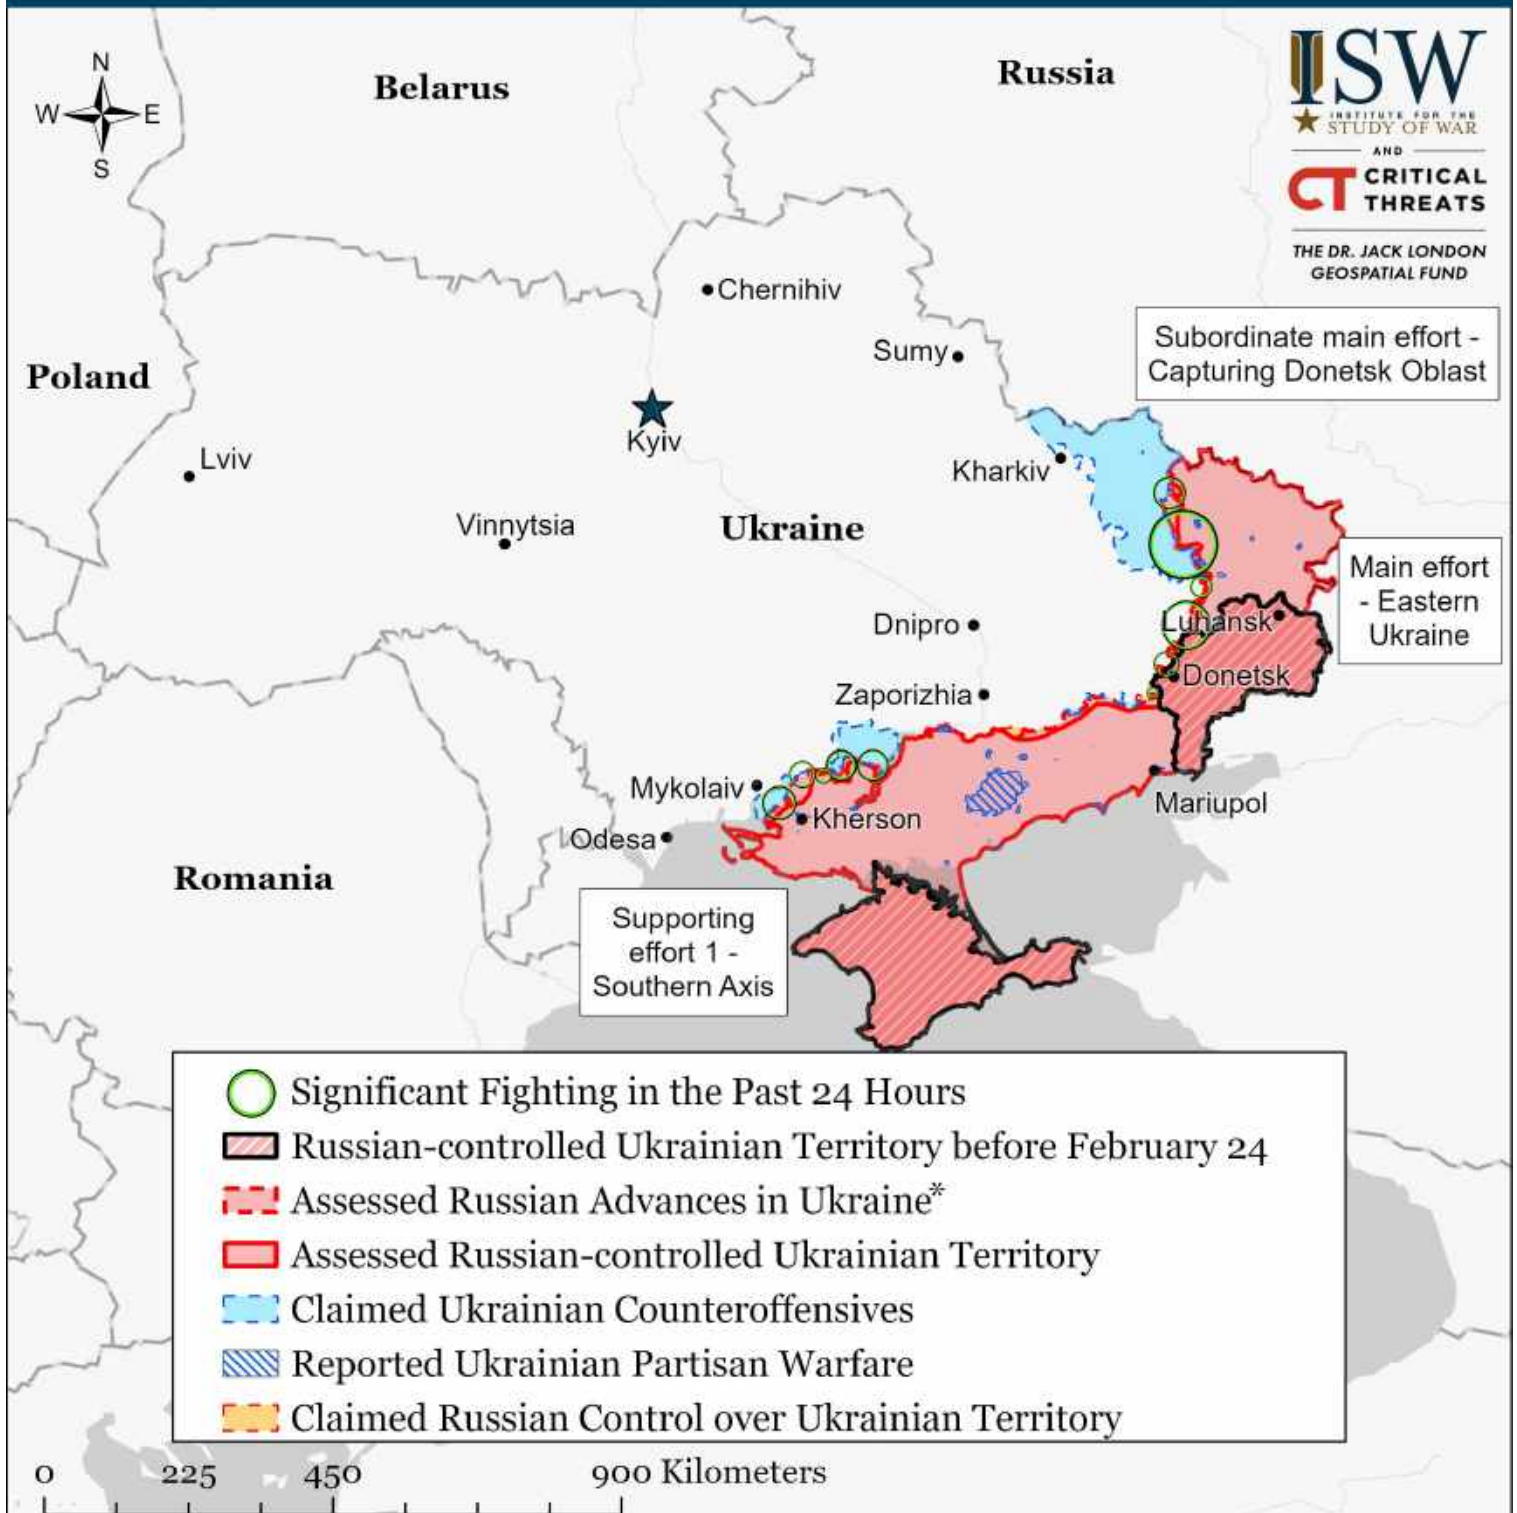 N
W E
S
Belarus
Russia
ISW
INSTITUTE FOR THE
STUDY OF WAR
AND
CT CRITICAL
THREATS
THE DR. JACK LONDON
GEOSPATIAL FUND
Chernihiv
Subordinate main effort -
Capturing Donetsk Oblast
Sumy
Poland
Kyiv
Lviv
Kharkiv
Vinnytsia
Ukraine
Main effort
- Eastern
Ukraine
Dnipro
Luhansk
Donetsk
Zaporizhia
Mykolaiv
Mariupol
Kherson
Odesa
Romania
Supporting
effort 1 -
Southern Axis
Significant Fighting in the Past 24 Hours
Russian-controlled Ukrainian Territory before February 24
Assessed Russian Advances in Ukraine*
Assessed Russian-controlled Ukrainian Territory
Claimed Ukrainian Counteroffensives
Reported Ukrainian Partisan Warfare
Claimed Russian Control over Ukrainian Territory
0 225 450 900 Kilometers